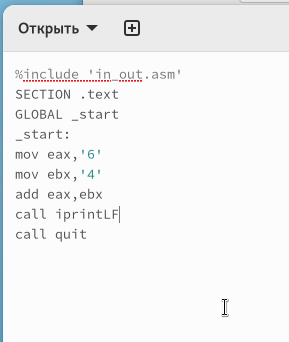 Открыть
%include 'in_out.asm'
SECTION .text
GLOBAL _start
_start:
mov eax,'6'
mov ebx,'4'
add eax,ebx
call iprintLF
call quit